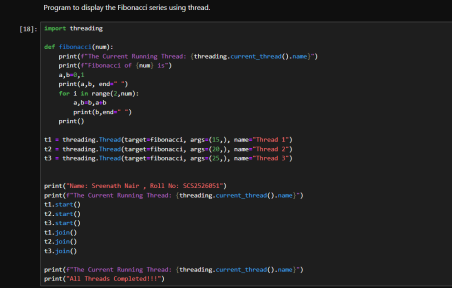 Program to display the Fibonacci series using thread.
[18]: import threading
def fibonacci(num):
    print(f"The Current Running Thread: {threading.current_thread().name}")
    print(f"Fibonacci of {num} is")
    a,b=0,1
    print(a,b, end=" ")
    for i in range(2,num):
        a,b=b,a+b
        print(b,end=" ")
    print()
t1 = threading.Thread(target=fibonacci, args=(15,), name="Thread 1")
t2 = threading.Thread(target=fibonacci, args=(20,), name="Thread 2")
t3 = threading.Thread(target=fibonacci, args=(25,), name="Thread 3")
print("Name: Sreenath Nair , Roll No: SCS2526051")
print(f"The Current Running Thread: {threading.current_thread().name}")
t1.start()
t2.start()
t3.start()
t1.join()
t2.join()
t3.join()
print(f"The Current Running Thread: {threading.current_thread().name}")
print("All Threads Completed!!!")